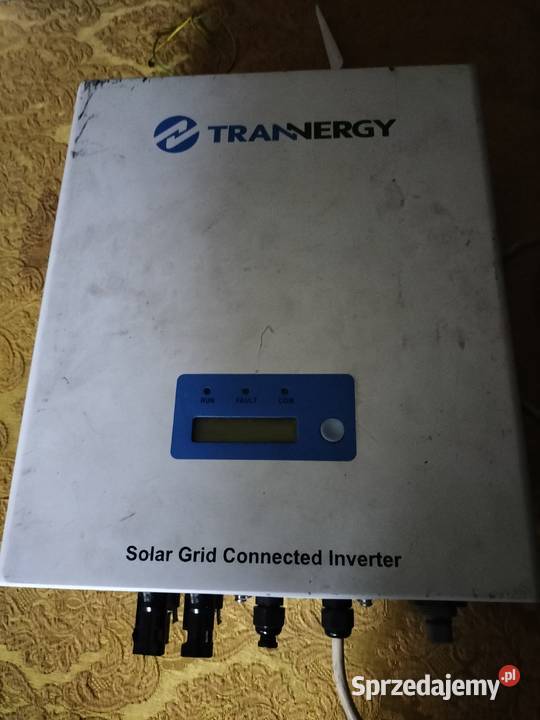 TRANNERGY
RUN FAULT COM
Solar Grid Connected Inverter
Sprzedajemy.pl